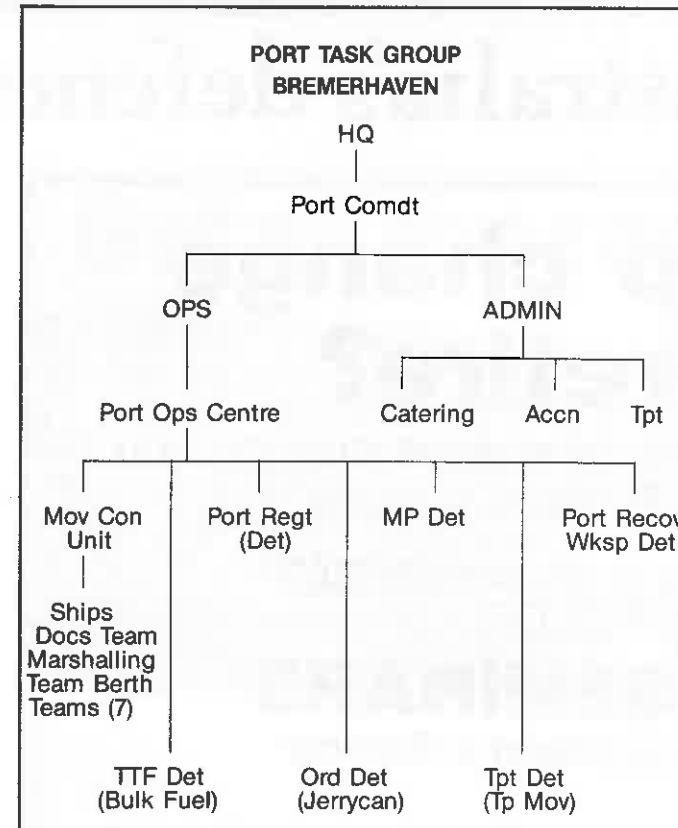 PORT TASK GROUP
BREMERHAVEN
HQ
Port Comdt
OPS
ADMIN
Port Ops Centre
Catering
Accn
Tpt
Mov Con
Unit
Port Regt
(Det)
MP Det
Port Recov
Wksp Det
Ships
Docs Team
Marshalling
Team Berth
Teams (7)
TTF Det
(Bulk Fuel)
Ord Det
(Jerrycan)
Tpt Det
(Tp Mov)